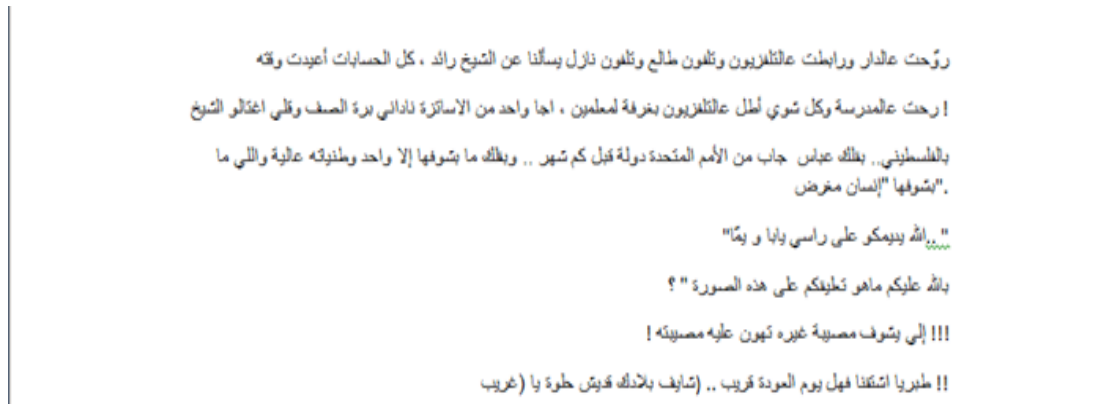 روّحت عالدار ورابطت عالتلفزيون وتلفون طالع وتلفون نازل يسألنا عن الشيخ رائد ، كل الحسابات أعيدت وقته
! رحت عالمدرسة وكل شوي أطل عالتلفزيون بغرفة لمعلمين ، اجا واحد من الاساتزة ناداني برة الصف وقلي اغتالو الشيخ
بالفلسطيني.. بقلك عباس جاب من الأمم المتحدة دولة قبل كم شهر .. وبقلك ما بشوفها إلا واحد وطنياته عالية واللي ما
."بشوفها "إنسان مغرض
" ..الله يديمكو على راسي يابا و يمّا"
بالله عليكم ماهو تعليقكم على هذه الصورة " ؟
!!! إلي يشوف مصيبة غيره تهون عليه مصيبته !
!! طبريا اشتقنا فهل يوم العودة قريب .. (شايف بلادك قديش حلوة يا (غريب